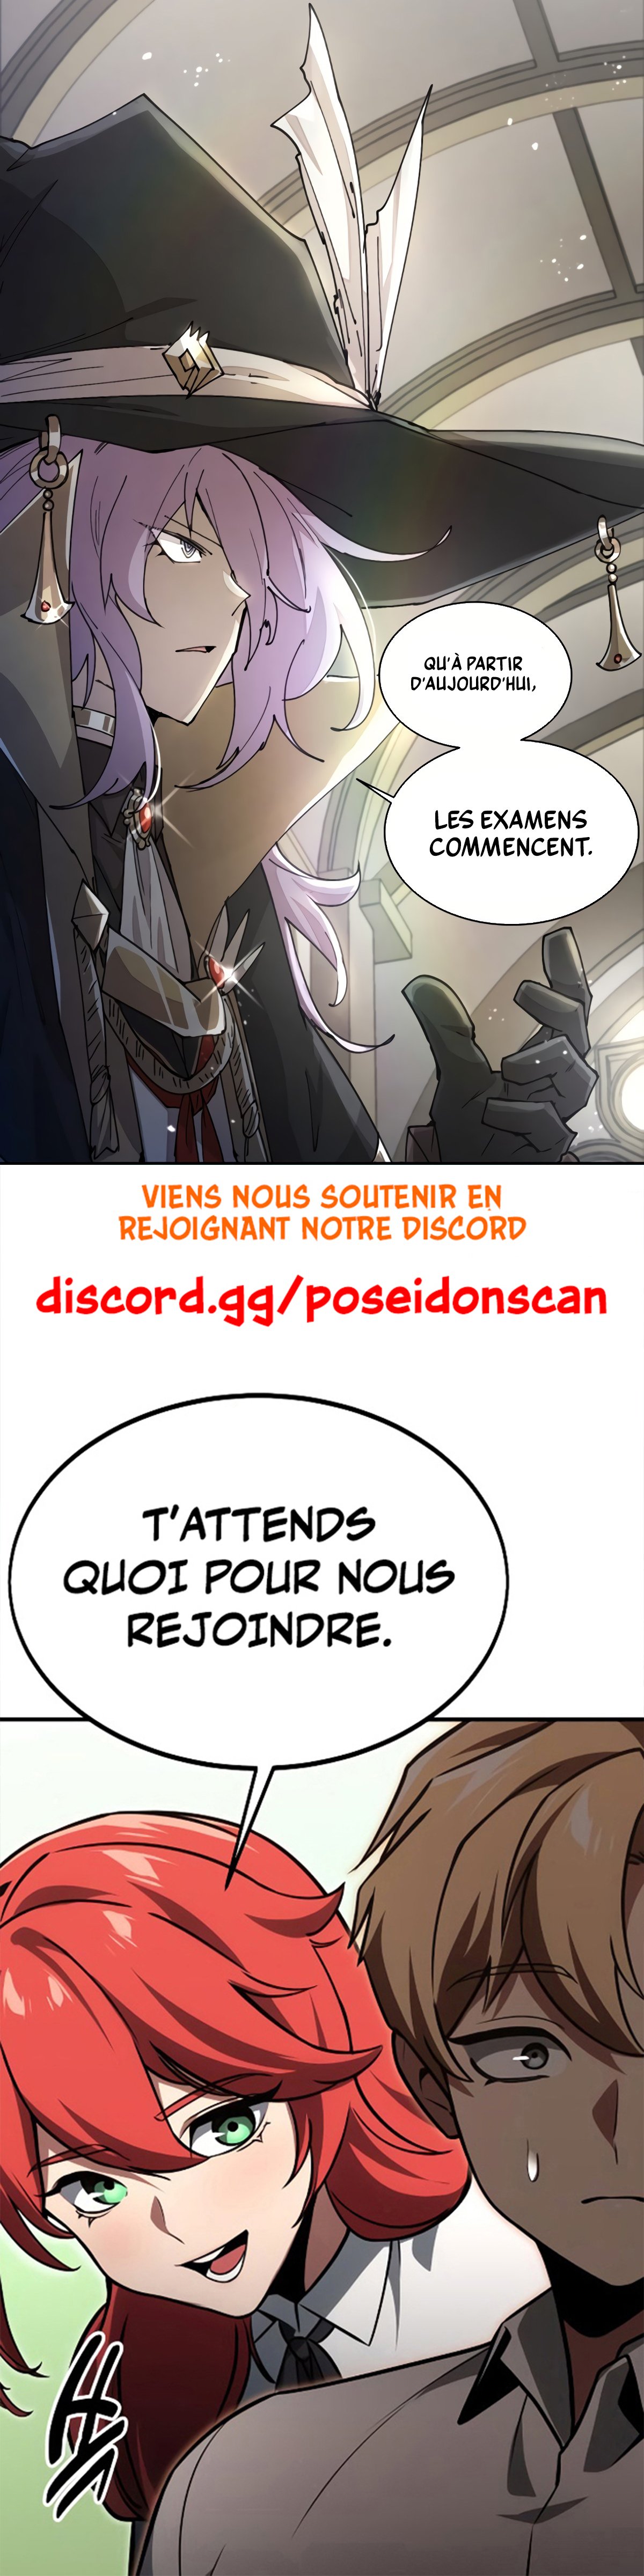 QU'À PARTIR
D'AUJOURD'HUI,
LES EXAMENS
COMMENCENT.
VIENS NOUS SOUTENIR EN
REJOIGNANT NOTRE DISCORD
discord.gg/poseidonscan
T'ATTENDS
QUOI POUR NOUS
REJOINDRE.